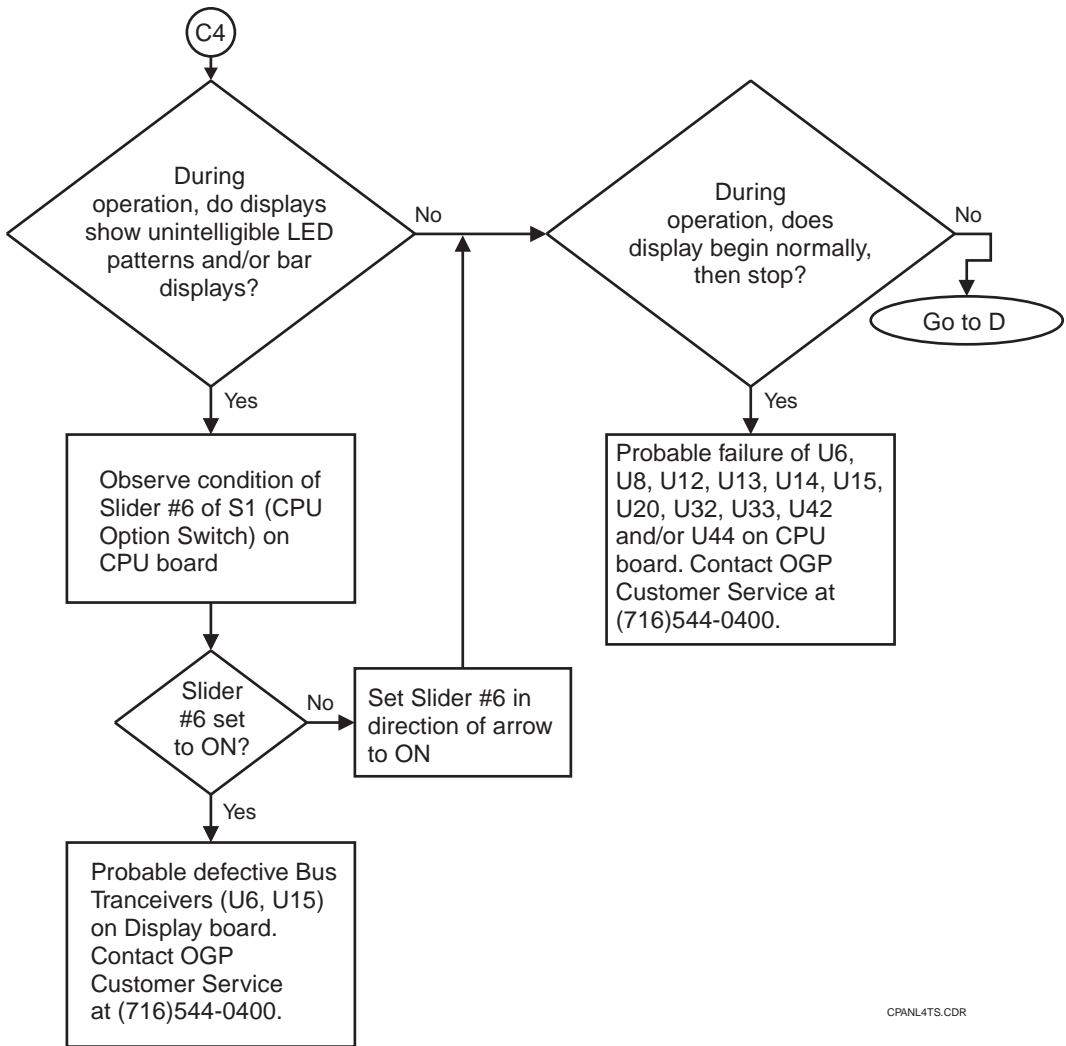 C4
During
operation, do displays
show unintelligible LED
patterns and/or bar
displays?
No
Yes
During
operation, does
display begin normally,
then stop?
No
Go to D
Yes
Observe condition of
Slider #6 of S1 (CPU
Option Switch) on
CPU board
Probable failure of U6,
U8, U12, U13, U14, U15,
U20, U32, U33, U42
and/or U44 on CPU
board. Contact OGP
Customer Service at
(716)544-0400.
Slider
#6 set
to ON?
No
Set Slider #6 in
direction of arrow
to ON
Yes
Probable defective Bus
Tranceivers (U6, U15)
on Display board.
Contact OGP
Customer Service
at (716)544-0400.
CPANL4TS.CDR